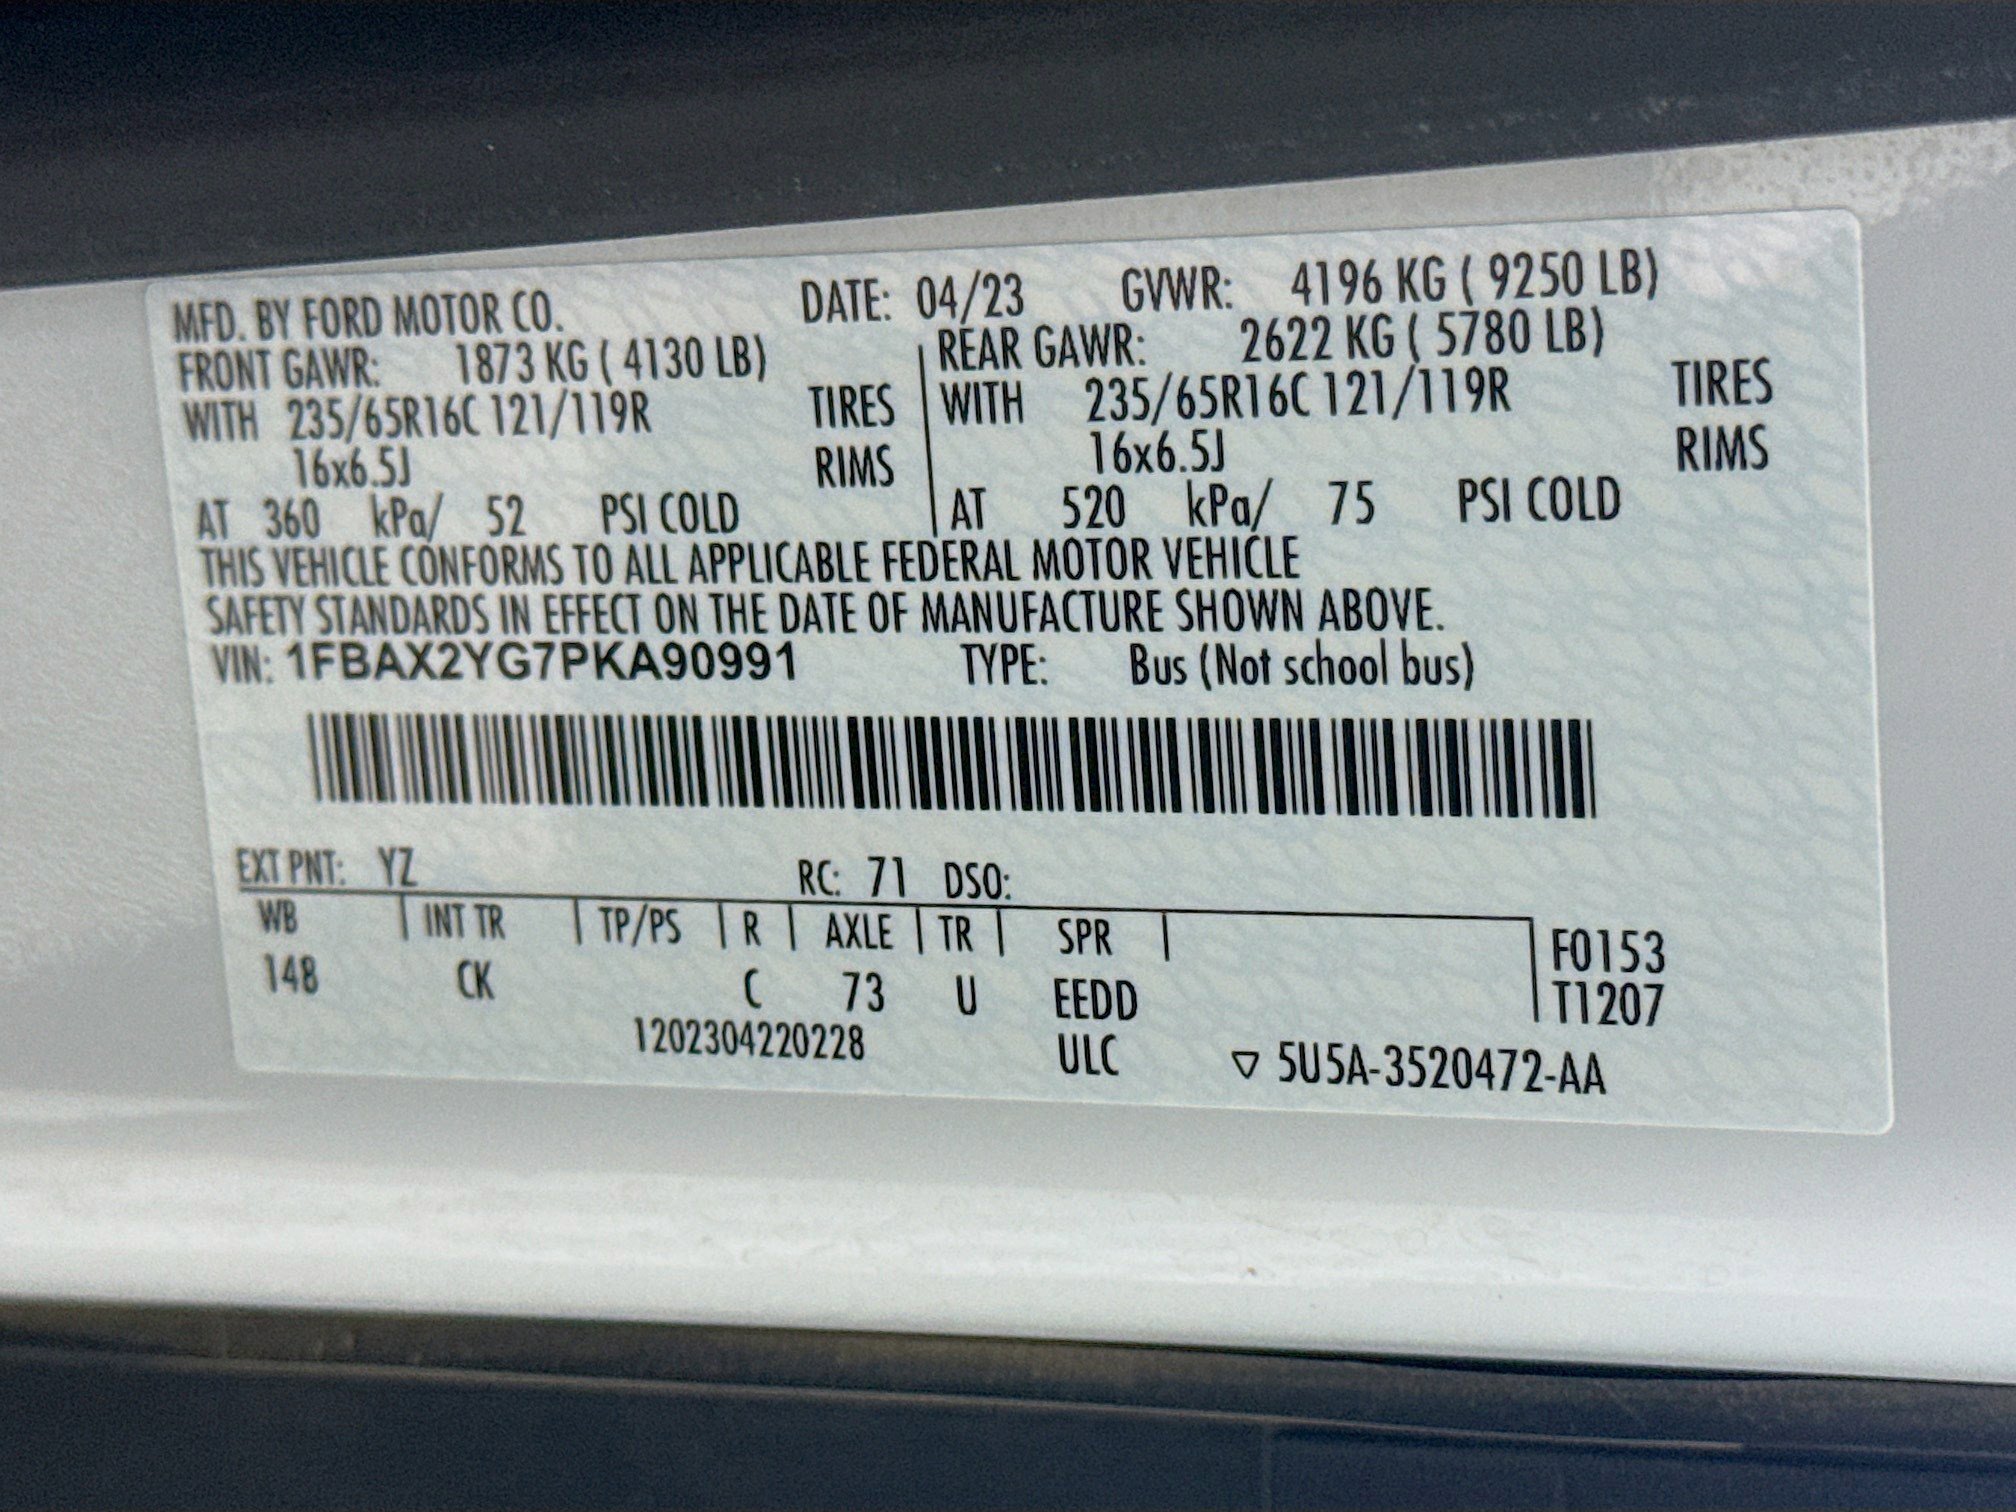 MFD. BY FORD MOTOR CO. DATE: 04/23 GVWR: 4196 KG ( 9250 LB)
FRONT GAWR: 1873 KG ( 4130 LB) REAR GAWR: 2622 KG ( 5780 LB)
WITH 235/65R16C 121/119R TIRES WITH 235/65R16C 121/119R TIRES
16x6.5J RIMS 16x6.5J RIMS
AT 360 kPa/ 52 PSI COLD AT 520 kPa/ 75 PSI COLD
THIS VEHICLE CONFORMS TO ALL APPLICABLE FEDERAL MOTOR VEHICLE
SAFETY STANDARDS IN EFFECT ON THE DATE OF MANUFACTURE SHOWN ABOVE.
VIN: 1FBAX2YG7PKA90991 TYPE: Bus (Not school bus)
EXT PNT: YZ RC: 71 DSO:
WB INT TR TP/PS R AXLE TR SPR F0153
148 CK C 73 U EEDD T1207
1202304220228 ULC ▽ 5U5A-3520472-AA